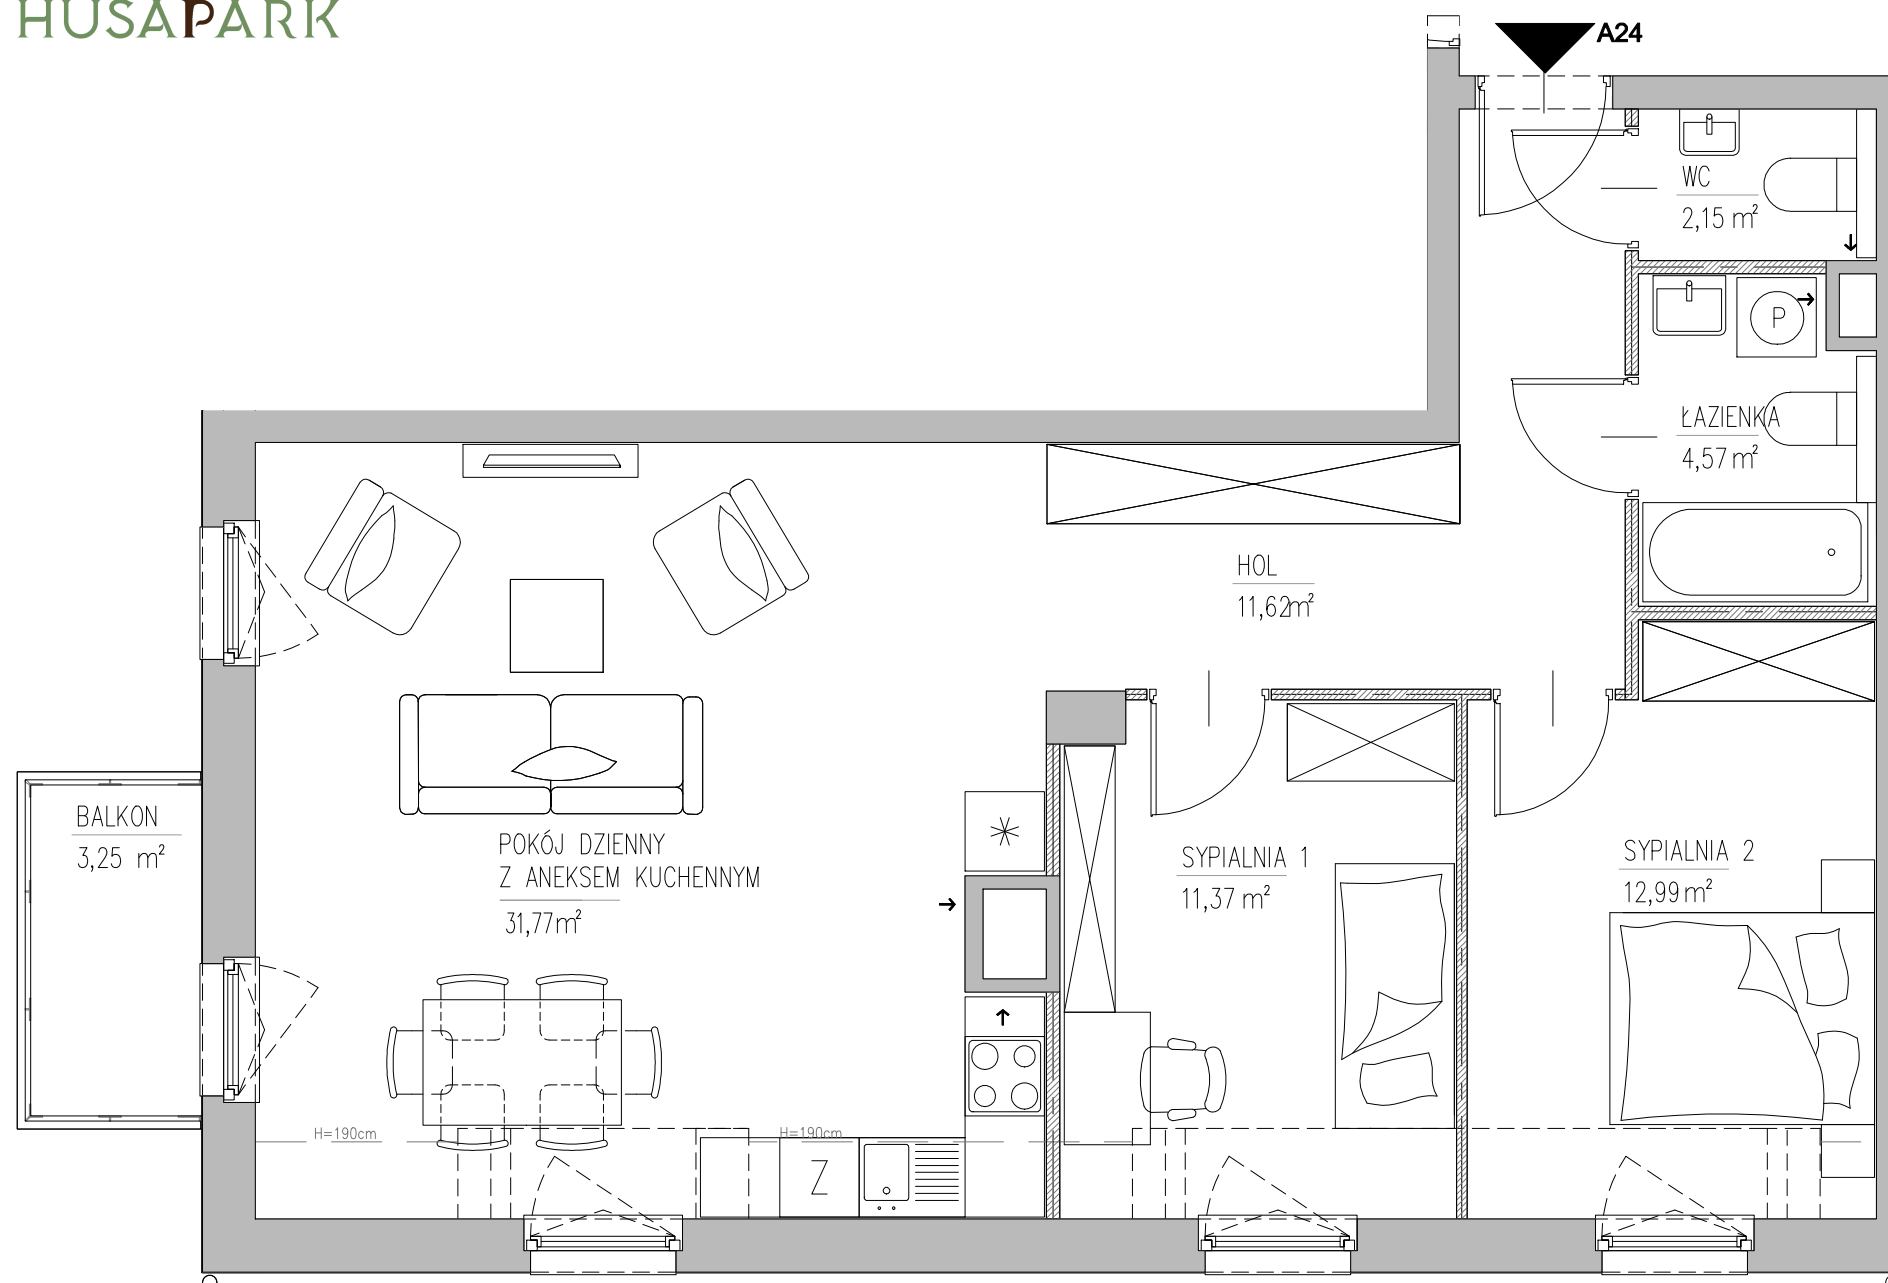 HUSAPARK
A24
WC
2,15 m²
P
ŁAZIENKA
4,57 m²
HOL
11,62m²
BALKON
3,25 m²
POKÓJ DZIENNY
Z ANEKSEM KUCHENNYM
31,77m²
SYPIALNIA 1
11,37 m²
SYPIALNIA 2
12,99 m²
H=190cm
H=190cm
Z